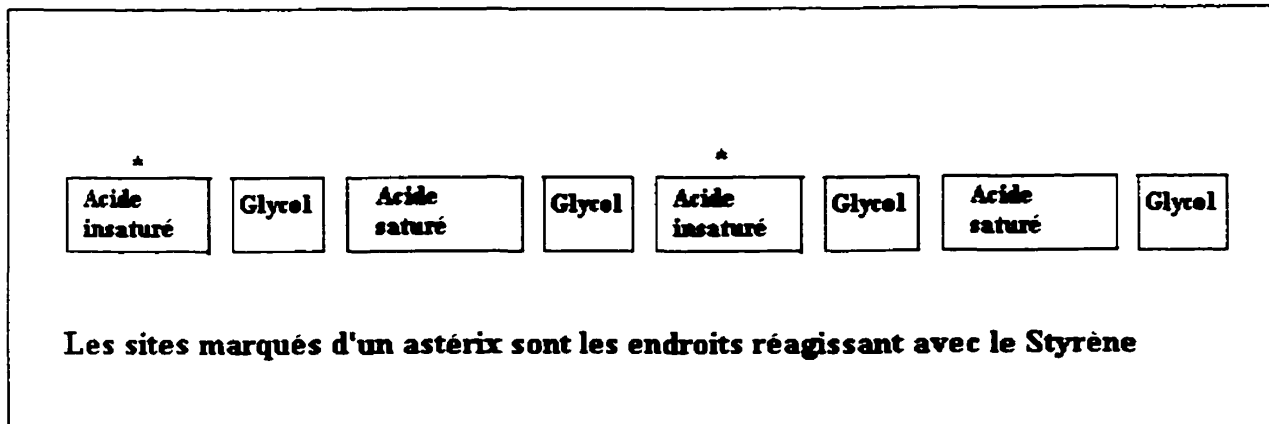 * *
Acide insaturé Glycol Acide saturé Glycol Acide insaturé Glycol Acide saturé Glycol
Les sites marqués d'un astérix sont les endroits réagissant avec le Styrène